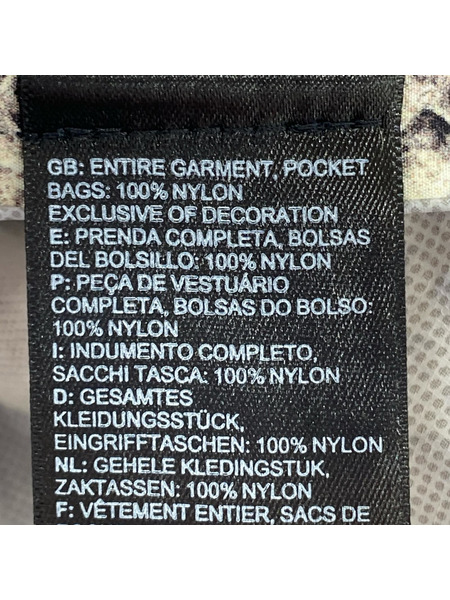 GB: ENTIRE GARMENT, POCKET
BAGS: 100% NYLON
EXCLUSIVE OF DECORATION
E: PRENDA COMPLETA, BOLSAS
DEL BOLSILLO: 100% NYLON
P: PEÇA DE VESTUÁRIO
COMPLETA, BOLSAS DO BOLSO:
100% NYLON
I: INDUMENTO COMPLETO,
SACCHI TASCA: 100% NYLON
D: GESAMTES
KLEIDUNGSSTÜCK,
EINGRIFFTASCHEN: 100% NYLON
NL: GEHELE KLEDINGSTUK,
ZAKTASSEN: 100% NYLON
F: VÊTEMENT ENTIER, SACS DE